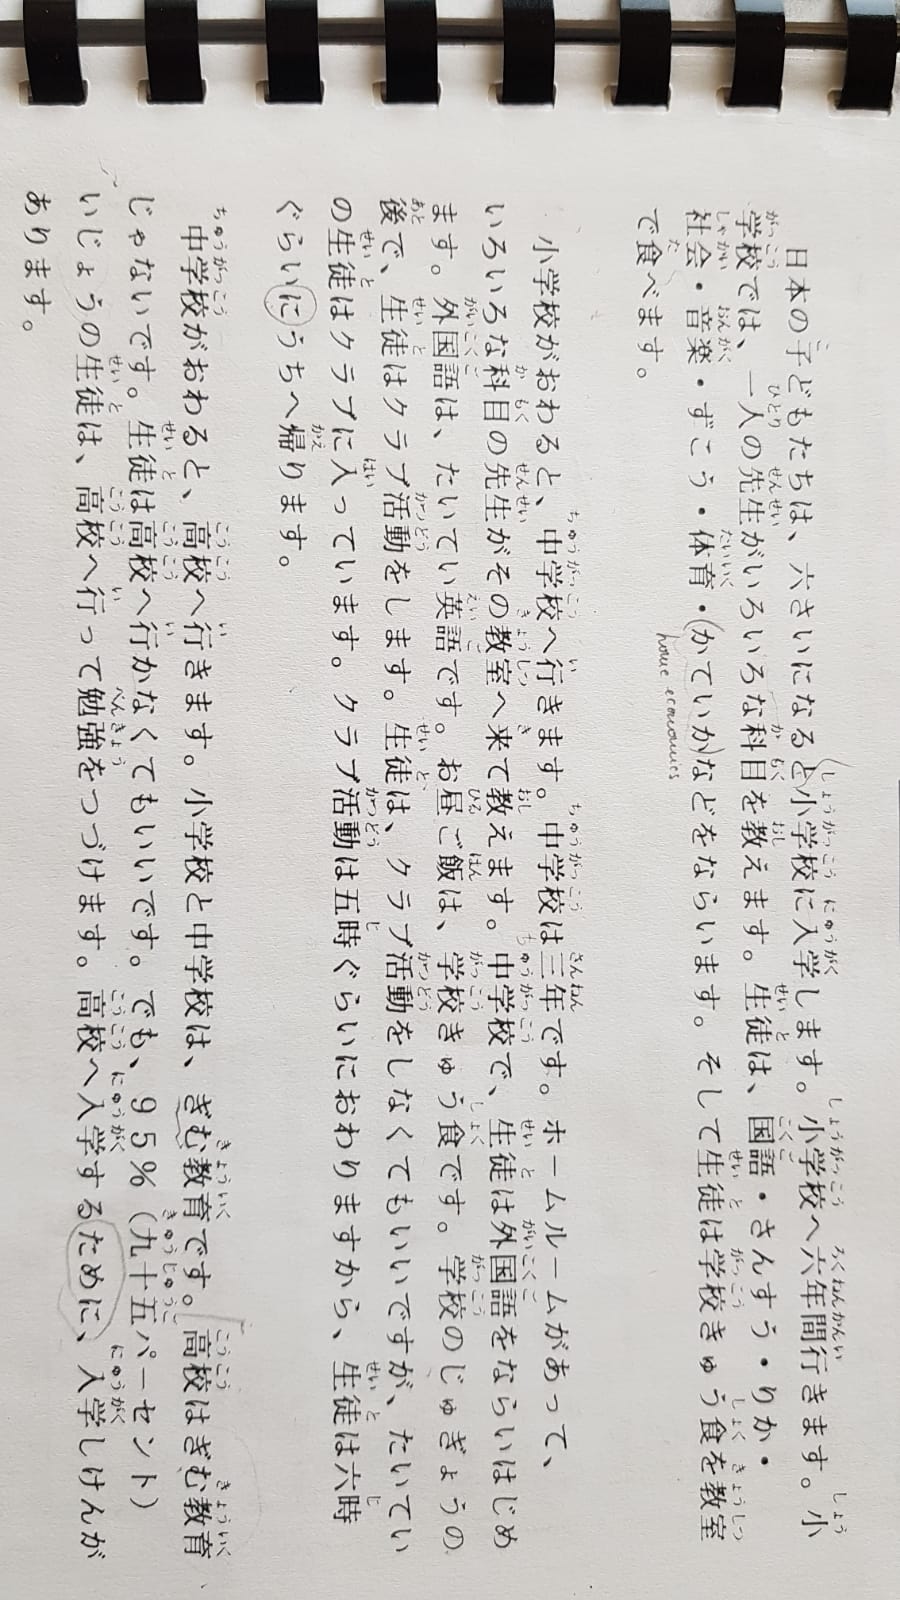 日本の子どもたちは、六さいになると小学校に入学します。小学校へ六年間行きます。小
学校では、一人の先生がいろいろな科目を教えます。生徒は、国語・さんすう・りか・
社会・音楽・ずこう・体育・(かていか)などをならいます。そして生徒は学校きゅう食を教室
home economics
で食べます。
小学校がおわると、中学校へ行きます。中学校は三年です。ホームルームがあって、
いろいろな科目の先生がその教室へ来て教えます。中学校で、生徒は外国語をならいはじめ
ます。外国語は、たいてい英語です。お昼ご飯は、学校きゅう食です。学校のじゅぎょうの
後で、生徒はクラブ活動をします。生徒は、クラブ活動をしなくてもいいですが、たいてい
の生徒はクラブに入っています。クラブ活動は五時ぐらいにおわりますから、生徒は六時
ぐらいにうちへ帰ります。
中学校がおわると、高校へ行きます。小学校と中学校は、ぎむ教育です。高校はぎむ教育
じゃないです。生徒は高校へ行かなくてもいいです。でも、95%(九十五パーセント)
いじょうの生徒は、高校へ行って勉強をつづけます。高校へ入学するために、入学しけんが
あります。